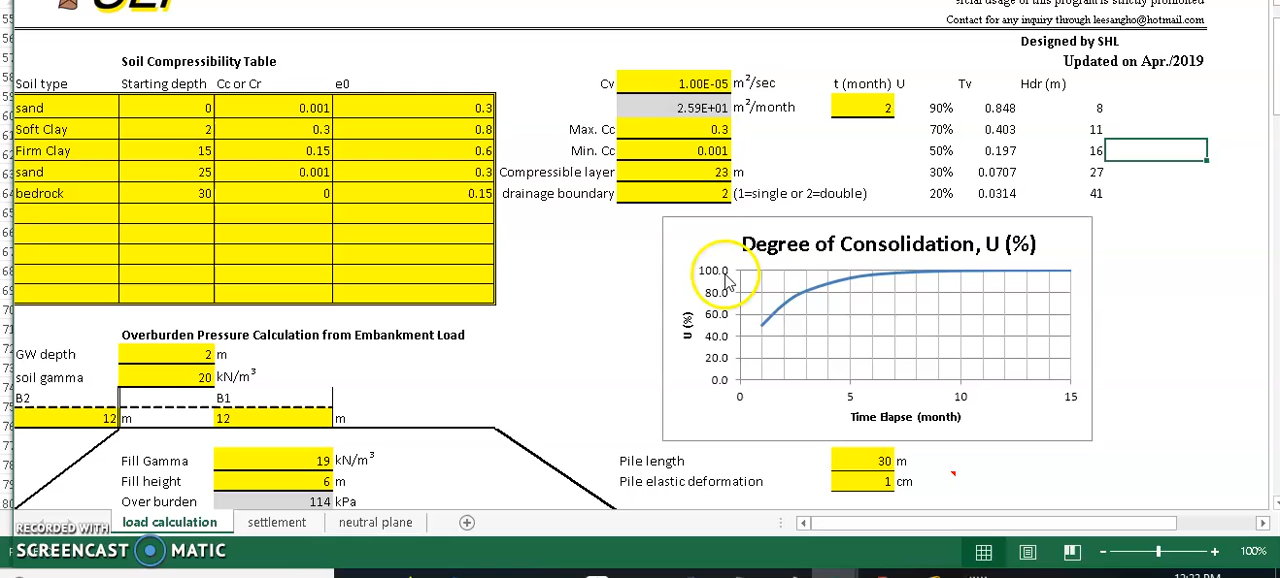 ercial usage of this program is strictly prohibited
Contact for any inquiry through leesangho@hotmail.com
Designed by SHL
Updated on Apr./2019
Soil Compressibility Table
Soil type Starting depth Cc or Cr e0
sand 0 0.001 0.3
Soft Clay 2 0.3 0.8
Firm Clay 15 0.15 0.6
sand 25 0.001 0.3
bedrock 30 0 0.15
Cv 1.00E-05 m²/sec
2.59E+01 m²/month
Max. Cc 0.3
Min. Cc 0.001
Compressible layer 23 m
drainage boundary 2 (1=single or 2=double)
t (month) U Tv Hdr (m)
2 90% 0.848 8
70% 0.403 11
50% 0.197 16
30% 0.0707 27
20% 0.0314 41
Degree of Consolidation, U (%)
100.0
80.0
60.0
40.0
20.0
0.0
U (%)
0 5 10 15
Time Elapse (month)
Overburden Pressure Calculation from Embankment Load
GW depth 2 m
soil gamma 20 kN/m³
B2 B1
12 m 12 m
Fill Gamma 19 kN/m³
Fill height 6 m
Over burden 114 kPa
Pile length 30 m
Pile elastic deformation 1 cm
load calculation settlement neutral plane
100%
RECORDED WITH
SCREENCAST MATIC